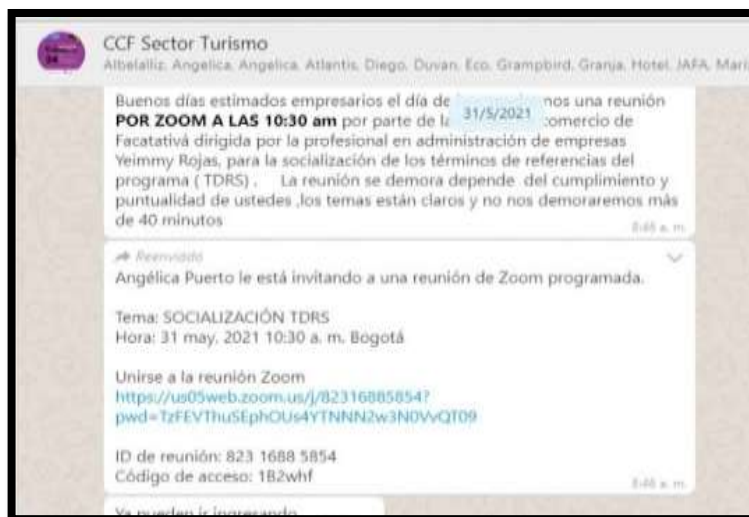 CCF Sector Turismo
Albelalliz, Angelica, Angelica, Atlantis, Diego, Duvan, Eco, Grampbird, Granja, Hotel, JAFA, Mari
Buenos días estimados empresarios el día de nos una reunión
31/5/2021
POR ZOOM A LAS 10:30 am por parte de la comercio de
Facatativá dirigida por la profesional en administración de empresas
Yeimmy Rojas, para la socialización de los términos de referencias del
programa ( TDRS) , La reunión se demora depende del cumplimiento y
puntualidad de ustedes ,los temas están claros y no nos demoraremos más
de 40 minutos
8:46 a. m.
Reenviado
Angélica Puerto le está invitando a una reunión de Zoom programada.
Tema: SOCIALIZACIÓN TDRS
Hora: 31 may. 2021 10:30 a. m. Bogotá
Unirse a la reunión Zoom
https://us05web.zoom.us/j/82316885854?
pwd=TzFEVThuSEphOUs4YTNNN2w3N0VvQT09
ID de reunión: 823 1688 5854
Código de acceso: 1B2whf
8:46 a. m.
Ya pueden ir ingresando